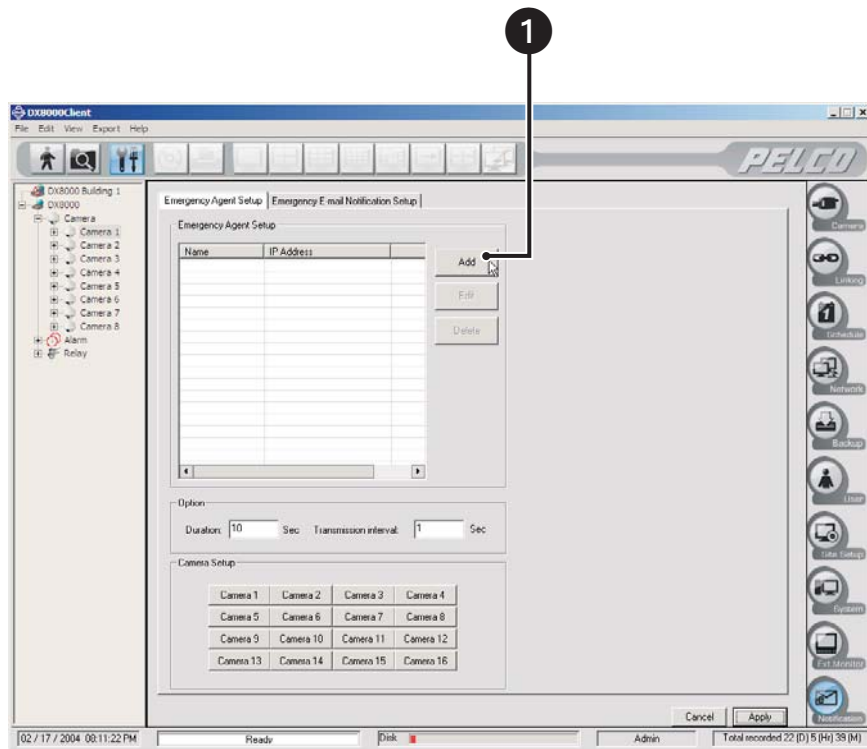 1
DX8000Client
File Edit View Export Help
PELCO
DX8000 Building 1
DX8000
Camera
Camera 1
Camera 2
Camera 3
Camera 4
Camera 5
Camera 6
Camera 7
Camera 8
Alarm
Relay
Emergency Agent Setup Emergency E-mail Notification Setup
Emergency Agent Setup
Name IP Address
Add
Edit
Delete
Option
Duration: 10 Sec Transmission interval: 1 Sec
Camera Setup
Camera 1 Camera 2 Camera 3 Camera 4
Camera 5 Camera 6 Camera 7 Camera 8
Camera 9 Camera 10 Camera 11 Camera 12
Camera 13 Camera 14 Camera 15 Camera 16
Camera
Linking
1
Schedule
Network
Backup
User
Site Setup
System
Ext Monitor
Notification
Cancel Apply
02 / 17 / 2004 08:11:22 PM Ready Disk Admin Total recorded 22 (D) 5 (Hr) 39 (M)